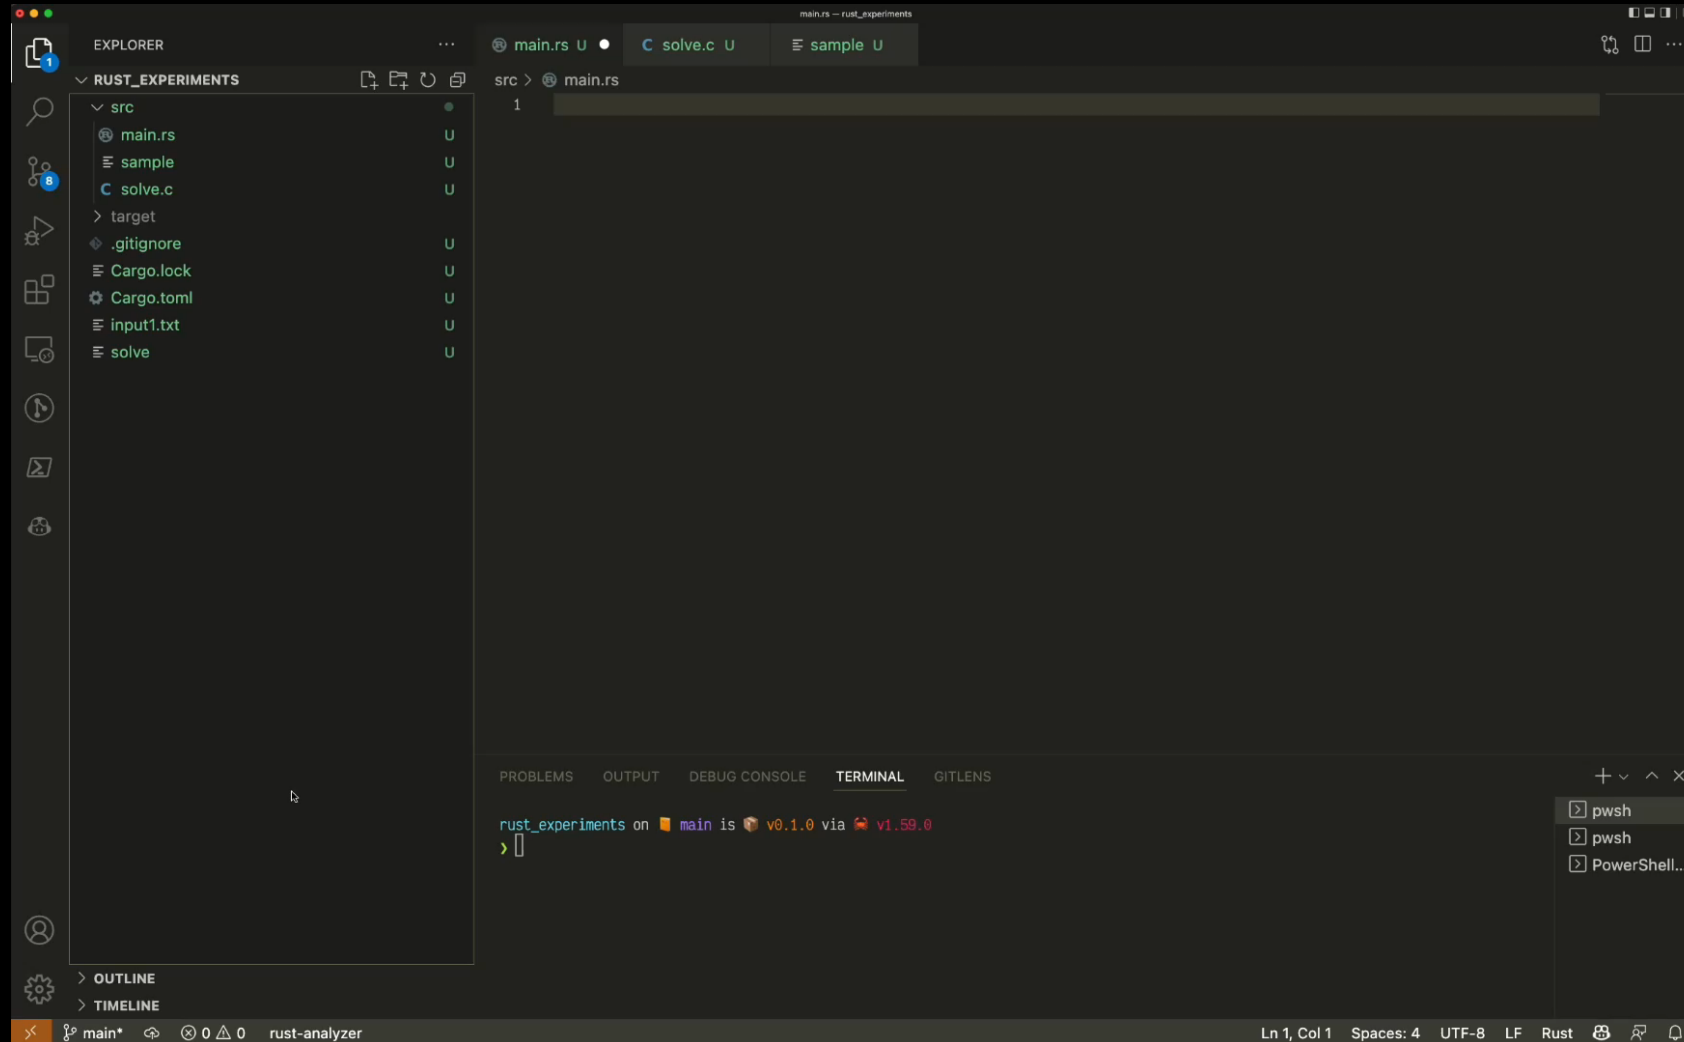 main.rs — rust_experiments
EXPLORER
main.rs U
solve.c U
sample U
1
RUST_EXPERIMENTS
src > main.rs
src
1
main.rs U
sample U
C solve.c U
8
target
.gitignore U
Cargo.lock U
Cargo.toml U
input1.txt U
solve U
PROBLEMS OUTPUT DEBUG CONSOLE TERMINAL GITLENS
rust_experiments on main is v0.1.0 via v1.59.0
❯
pwsh
pwsh
PowerShell...
OUTLINE
TIMELINE
main* 0 0 rust-analyzer Ln 1, Col 1 Spaces: 4 UTF-8 LF Rust